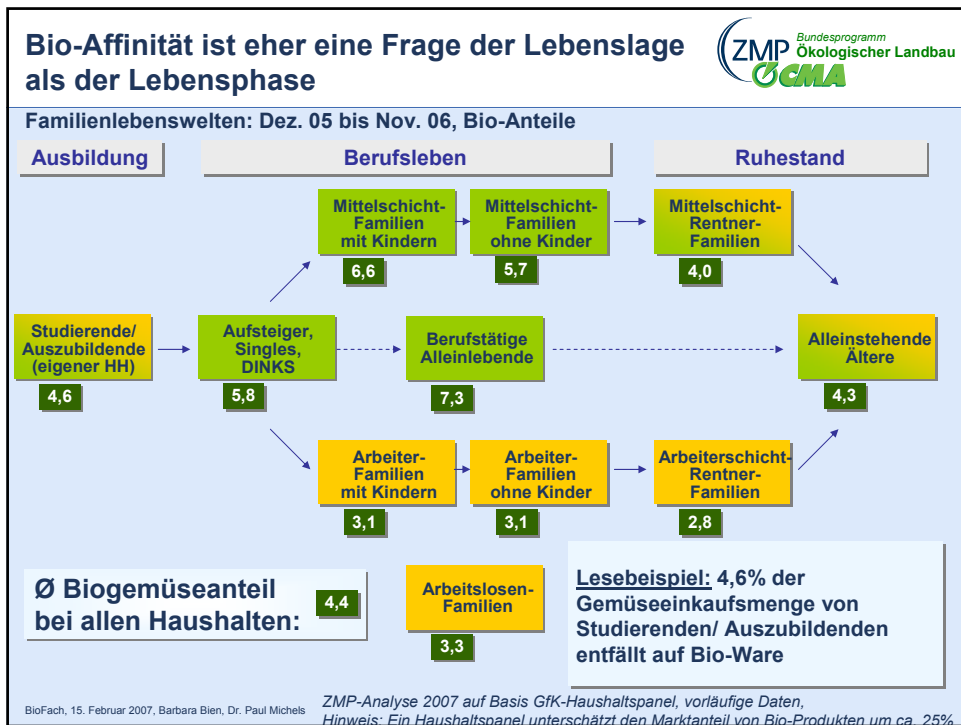 Bio-Affinität ist eher eine Frage der Lebenslage
als der Lebensphase
ZMP
CMA
Bundesprogramm
Ökologischer Landbau
Familienlebenswelten: Dez. 05 bis Nov. 06, Bio-Anteile
Ausbildung
Berufsleben
Ruhestand
Mittelschicht-
Familien
mit Kindern
6,6
Mittelschicht-
Familien
ohne Kinder
5,7
Mittelschicht-
Rentner-
Familien
4,0
Studierende/
Auszubildende
(eigener HH)
4,6
Aufsteiger,
Singles,
DINKS
5,8
Berufstätige
Alleinlebende
7,3
Alleinstehende
Ältere
4,3
Arbeiter-
Familien
mit Kindern
3,1
Arbeiter-
Familien
ohne Kinder
3,1
Arbeiterschicht-
Rentner-
Familien
2,8
Ø Biogemüseanteil
bei allen Haushalten:
4,4
Arbeitslosen-
Familien
3,3
Lesebeispiel: 4,6% der
Gemüseeinkaufsmenge von
Studierenden/ Auszubildenden
entfällt auf Bio-Ware
BioFach, 15. Februar 2007, Barbara Bien, Dr. Paul Michels
ZMP-Analyse 2007 auf Basis GfK-Haushaltspanel, vorläufige Daten,
Hinweis: Ein Haushaltspanel unterschätzt den Marktanteil von Bio-Produkten um ca. 25%